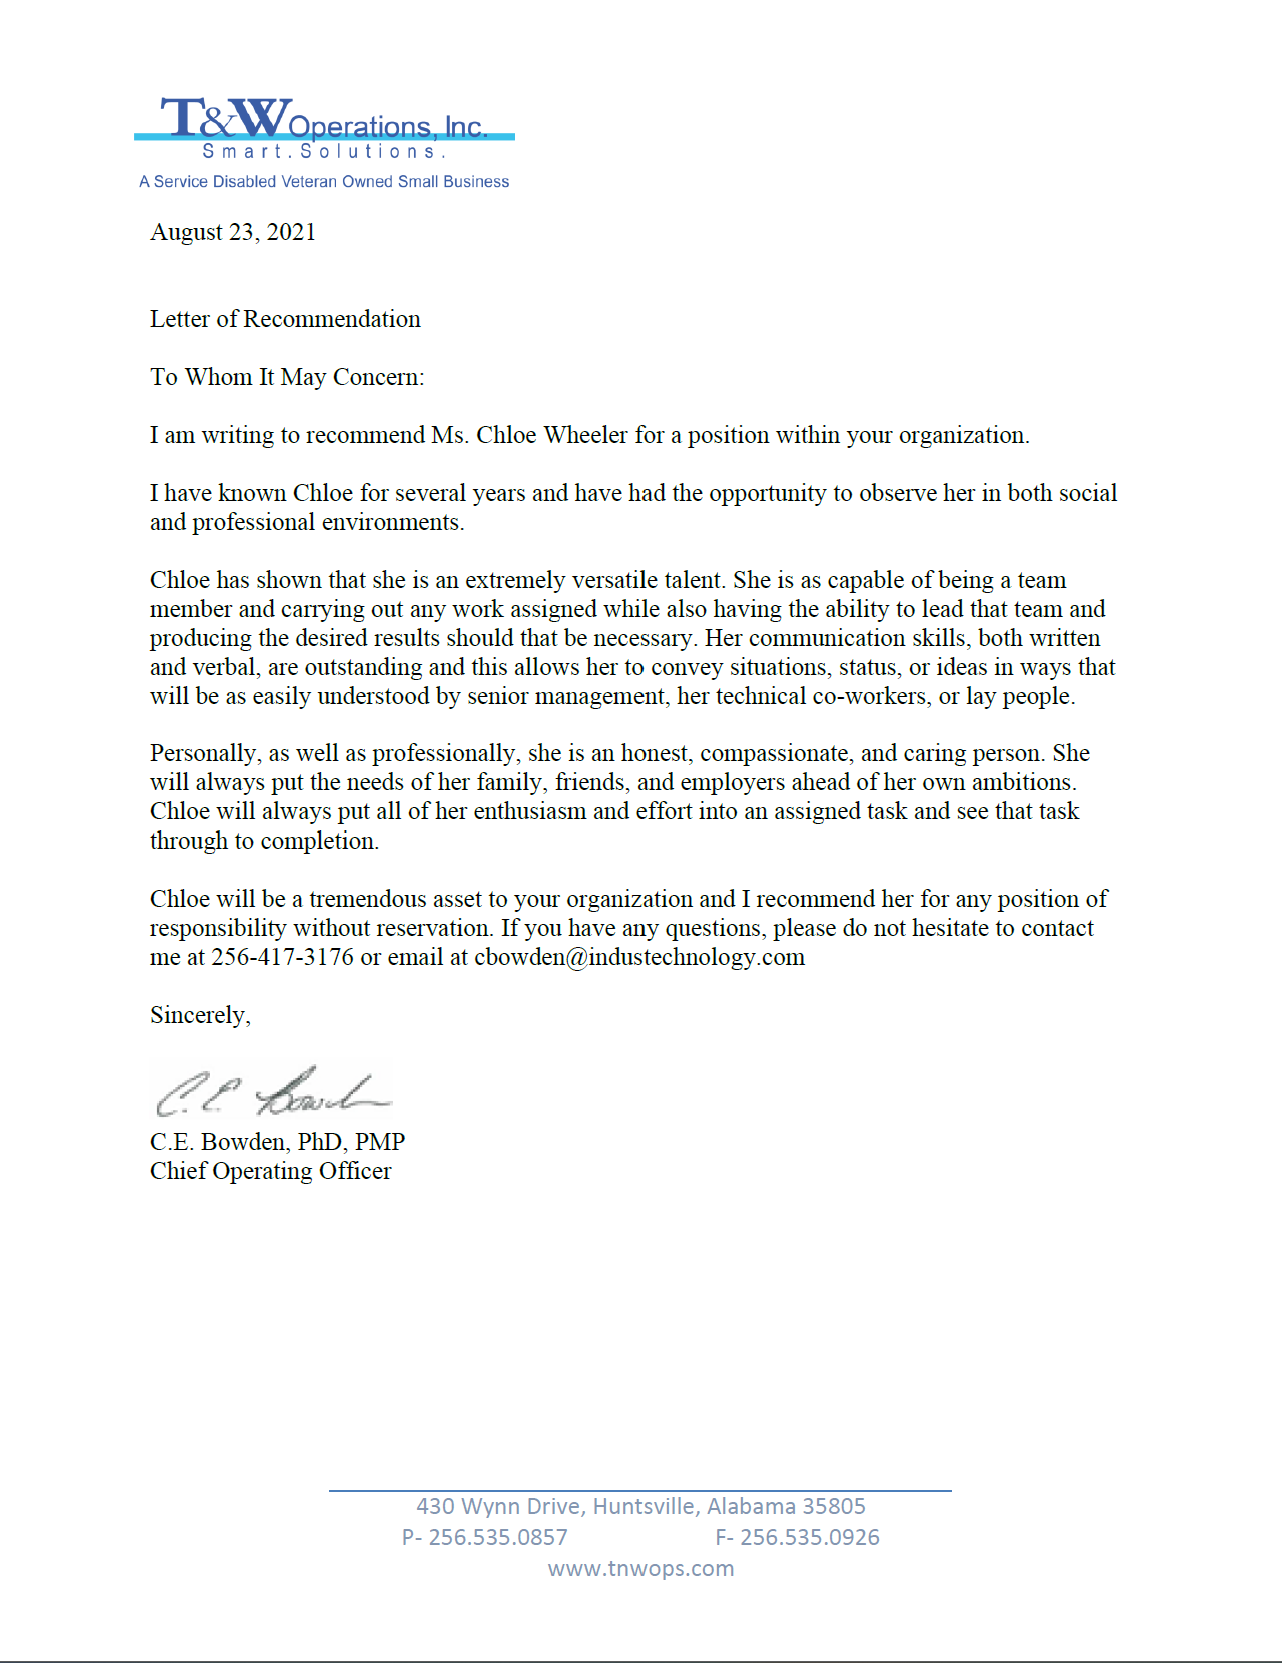 T&W Operations, Inc.
Smart.Solutions.
A Service Disabled Veteran Owned Small Business
August 23, 2021
Letter of Recommendation
To Whom It May Concern:
I am writing to recommend Ms. Chloe Wheeler for a position within your organization.
I have known Chloe for several years and have had the opportunity to observe her in both social
and professional environments.
Chloe has shown that she is an extremely versatile talent. She is as capable of being a team
member and carrying out any work assigned while also having the ability to lead that team and
producing the desired results should that be necessary. Her communication skills, both written
and verbal, are outstanding and this allows her to convey situations, status, or ideas in ways that
will be as easily understood by senior management, her technical co-workers, or lay people.
Personally, as well as professionally, she is an honest, compassionate, and caring person. She
will always put the needs of her family, friends, and employers ahead of her own ambitions.
Chloe will always put all of her enthusiasm and effort into an assigned task and see that task
through to completion.
Chloe will be a tremendous asset to your organization and I recommend her for any position of
responsibility without reservation. If you have any questions, please do not hesitate to contact
me at 256-417-3176 or email at cbowden@industechnology.com
Sincerely,
C.E. Bowden
C.E. Bowden, PhD, PMP
Chief Operating Officer
430 Wynn Drive, Huntsville, Alabama 35805
P- 256.535.0857 F- 256.535.0926
www.tnwops.com